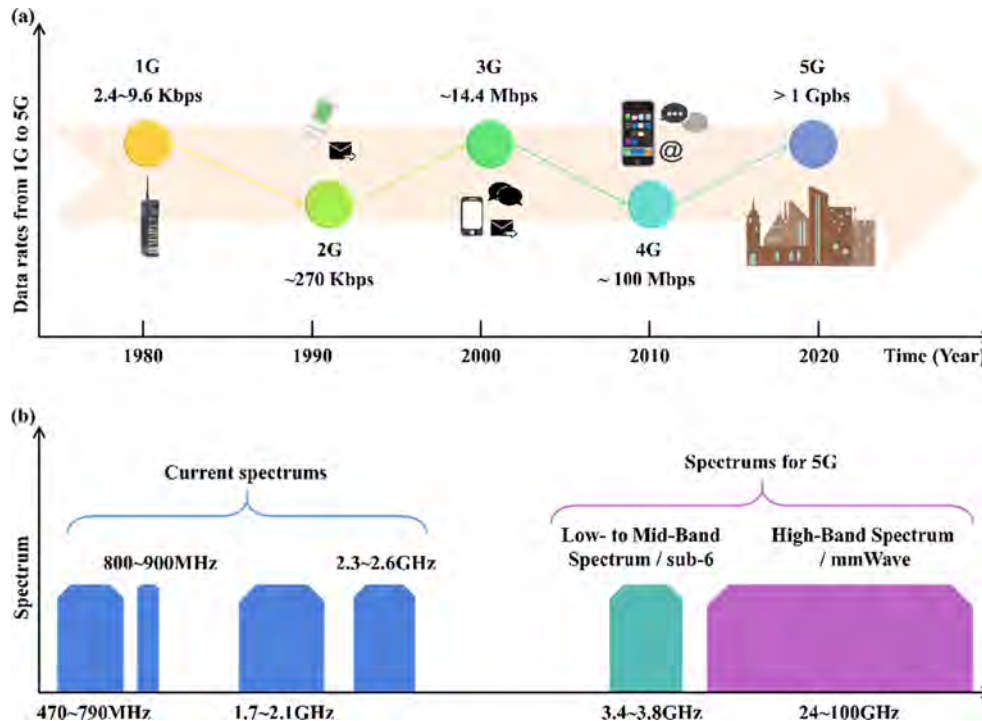 (a)
Data rates from 1G to 5G
1G
2.4~9.6 Kbps
3G
~14.4 Mbps
5G
> 1 Gpbs
@
2G
~270 Kbps
4G
~ 100 Mbps
1980
1990
2000
2010
2020
Time (Year)
(b)
Spectrum
Current spectrums
Spectrums for 5G
800~900MHz
2.3~2.6GHz
Low- to Mid-Band
Spectrum / sub-6
High-Band Spectrum
/ mmWave
470~790MHz
1.7~2.1GHz
3.4~3.8GHz
24~100GHz